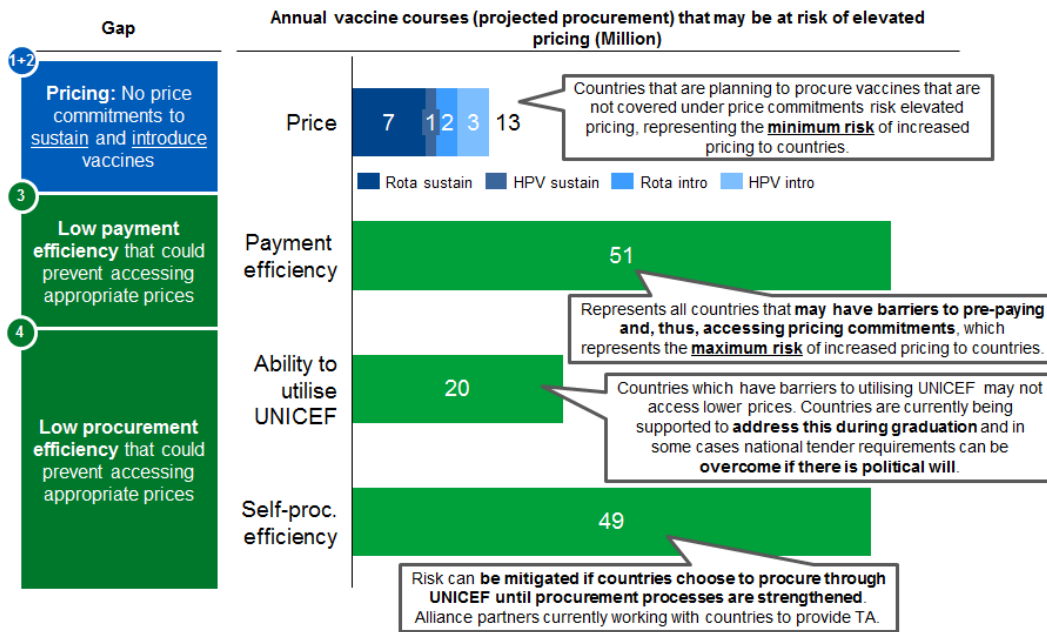 Gap
Annual vaccine courses (projected procurement) that may be at risk of elevated
pricing (Million)
1+2
Pricing: No price
commitments to
sustain and introduce
vaccines
3
Low payment
efficiency that could
prevent accessing
appropriate prices
4
Low procurement
efficiency that could
prevent accessing
appropriate prices
Price
7
1
2
3
13
Countries that are planning to procure vaccines that are
not covered under price commitments risk elevated
pricing, representing the minimum risk of increased
pricing to countries.
Rota sustain
HPV sustain
Rota intro
HPV intro
Payment
efficiency
51
Represents all countries that may have barriers to pre-paying
and, thus, accessing pricing commitments, which
represents the maximum risk of increased pricing to countries.
Ability to
utilise
UNICEF
20
Countries which have barriers to utilising UNICEF may not
access lower prices. Countries are currently being
supported to address this during graduation and in
some cases national tender requirements can be
overcome if there is political will.
Self-proc.
efficiency
49
Risk can be mitigated if countries choose to procure through
UNICEF until procurement processes are strengthened.
Alliance partners currently working with countries to provide TA.